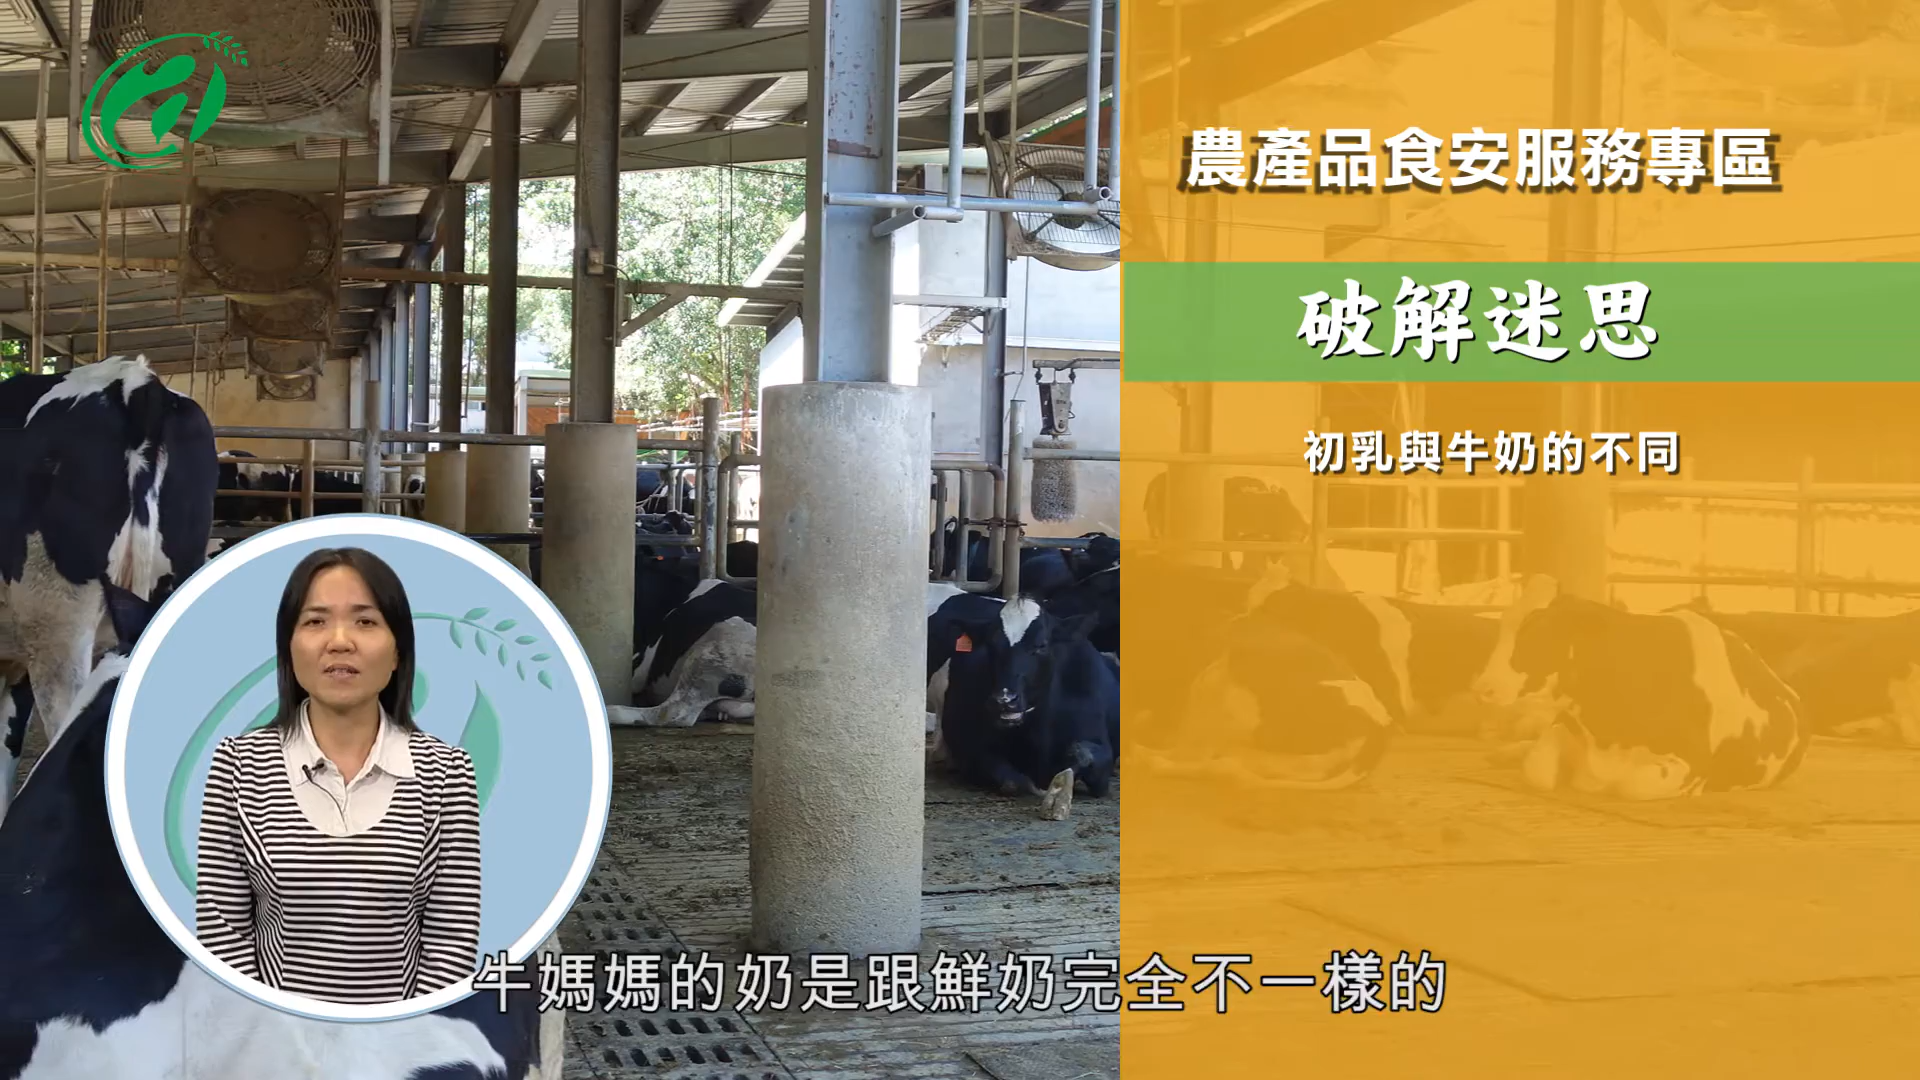 農產品食安服務專區
破解迷思
初乳與牛奶的不同
牛媽媽的奶是跟鮮奶完全不一樣的